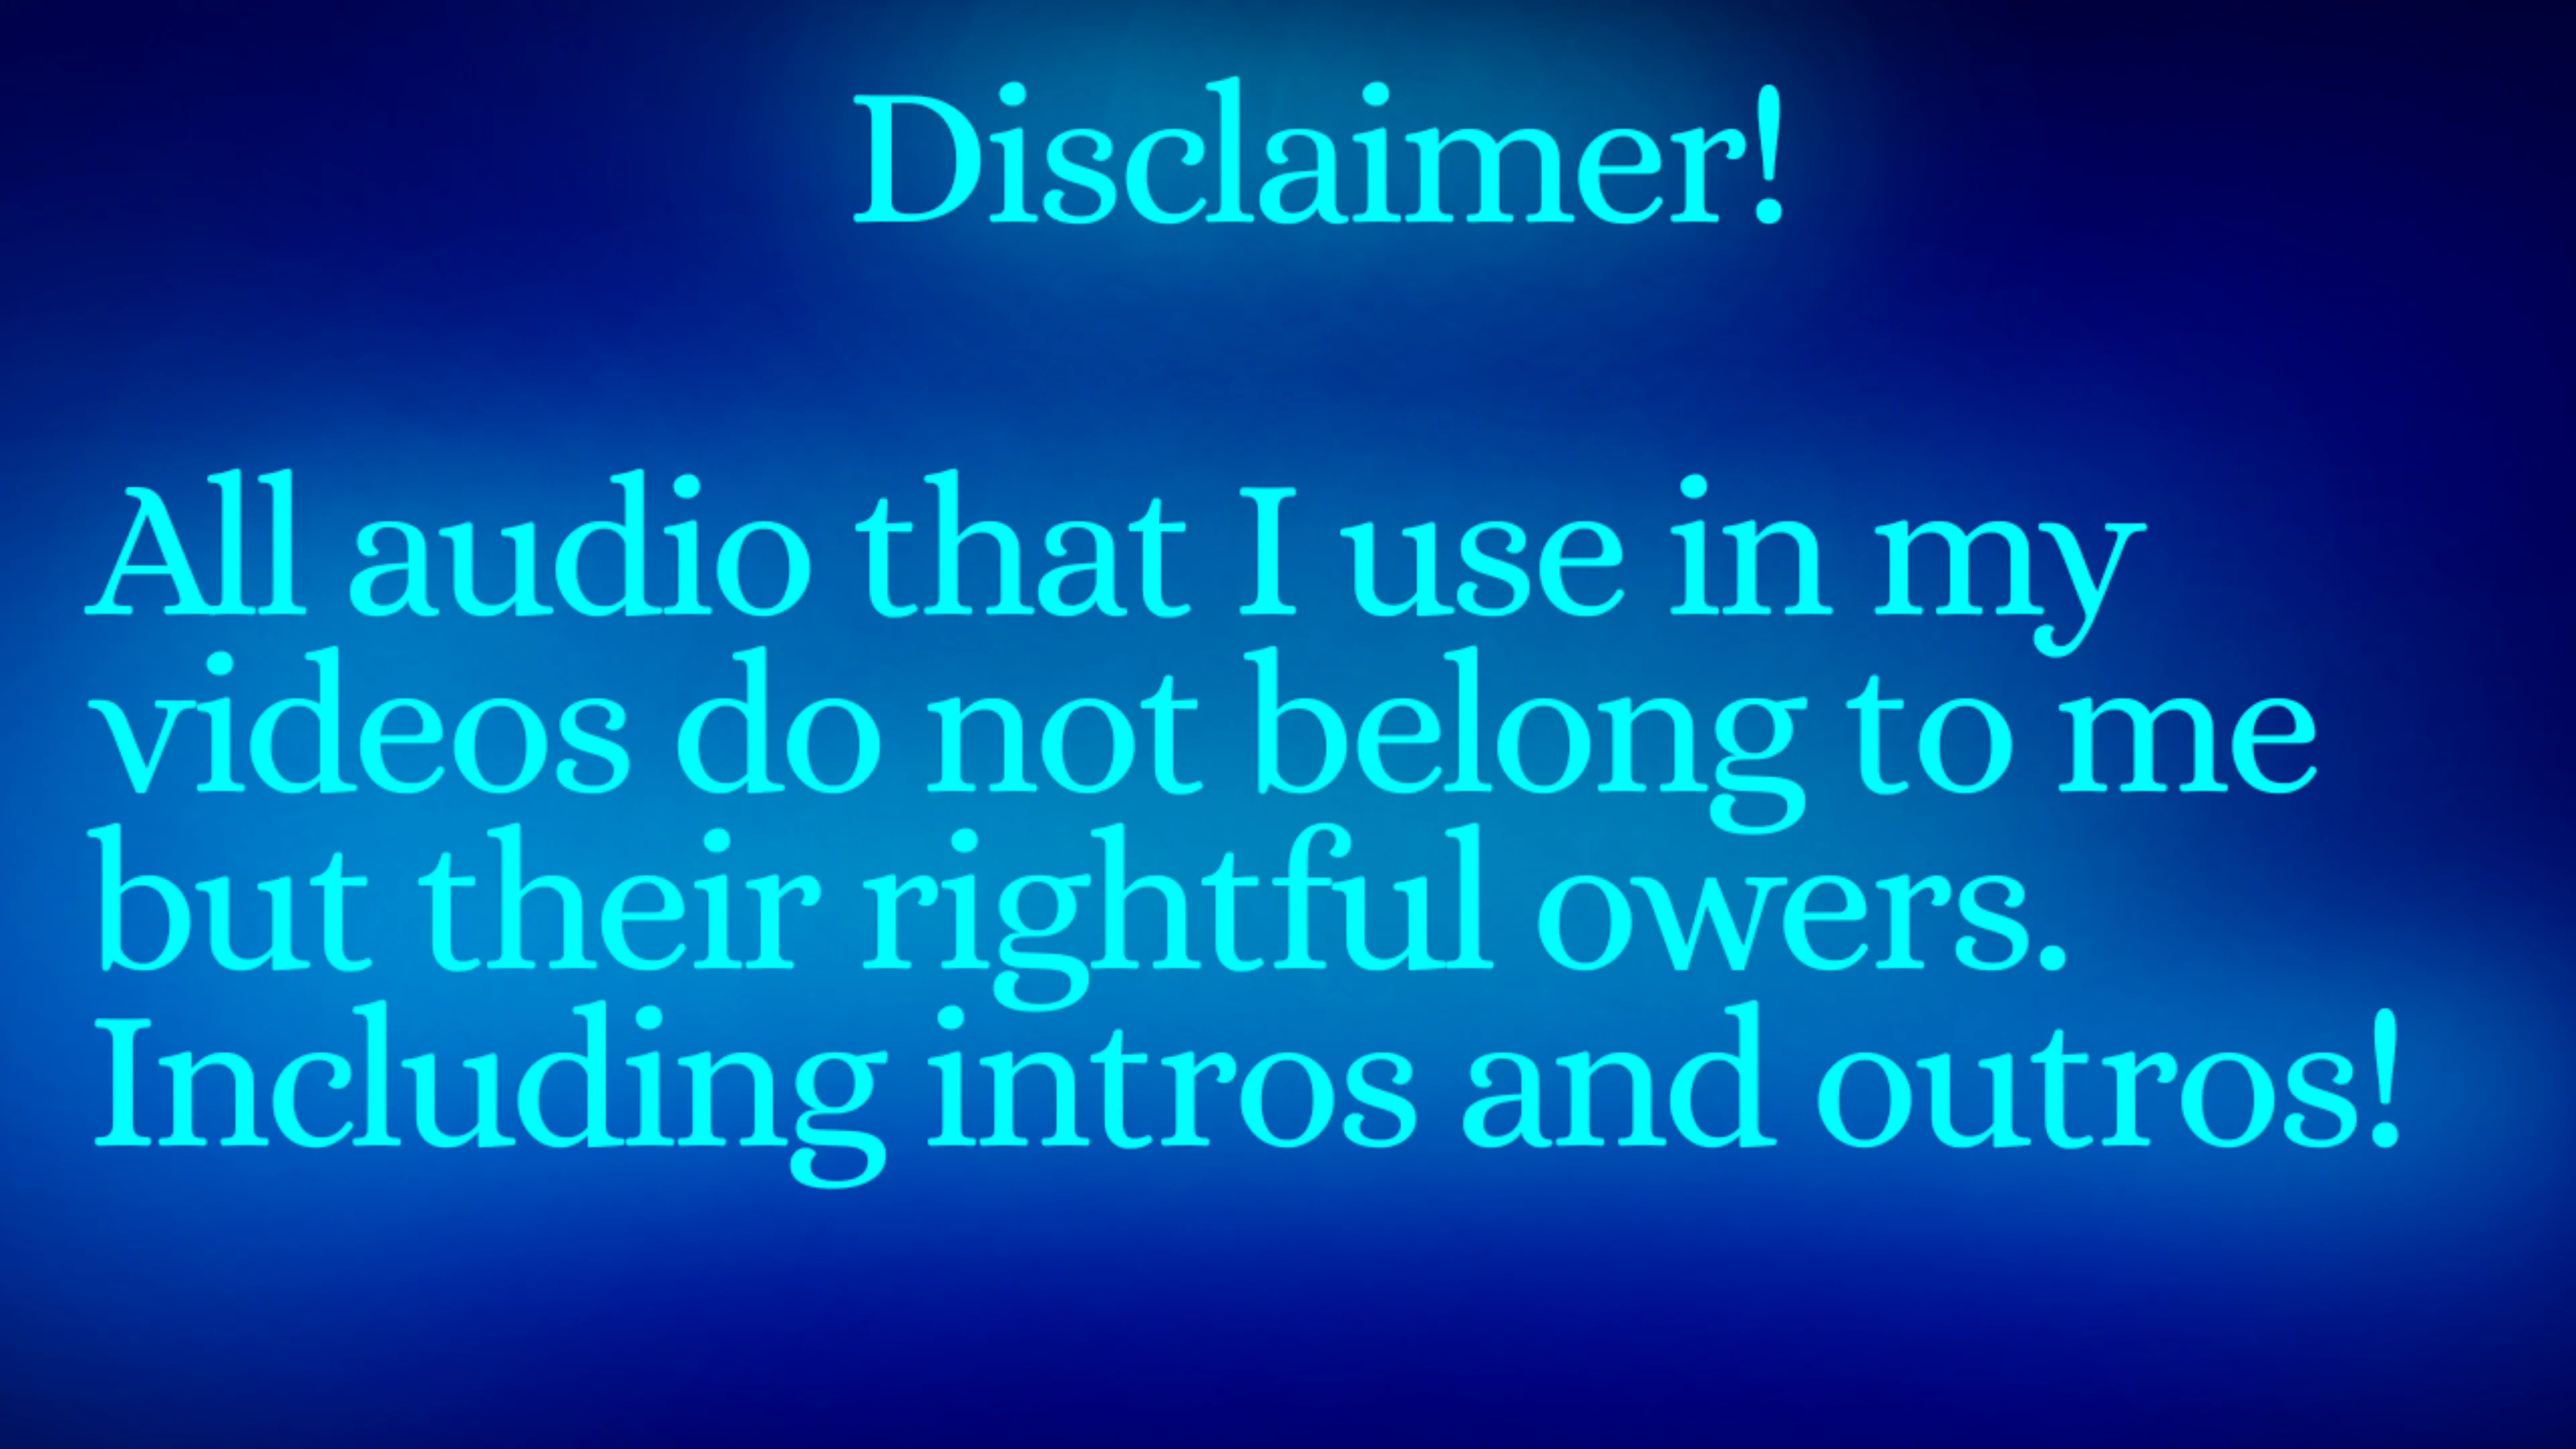 Disclaimer!
All audio that I use in my
videos do not belong to me
but their rightful owers.
Including intros and outros!